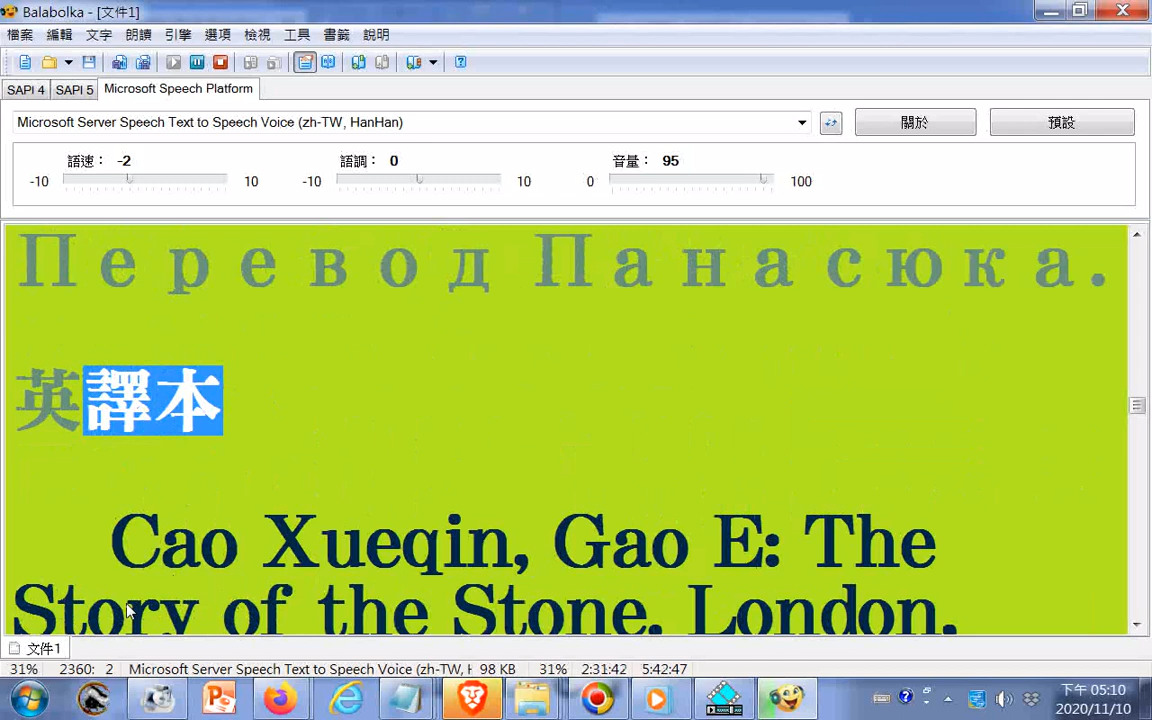 Balabolka - [文件1]
檔案 編輯 文字 朗讀 引擎 選項 檢視 工具 書籤 說明
SAPI 4 SAPI 5 Microsoft Speech Platform
Microsoft Server Speech Text to Speech Voice (zh-TW, HanHan) 關於 預設
語速： -2 語調： 0 音量： 95
-10 10 -10 10 0 100
Перевод Панасюка.
英譯本
Cao Xueqin, Gao E: The
Story of the Stone. London,
文件1
31% 2360: 2 Microsoft Server Speech Text to Speech Voice (zh-TW, H 98 KB 31% 2:31:42 5:42:47
下午 05:10
2020/11/10